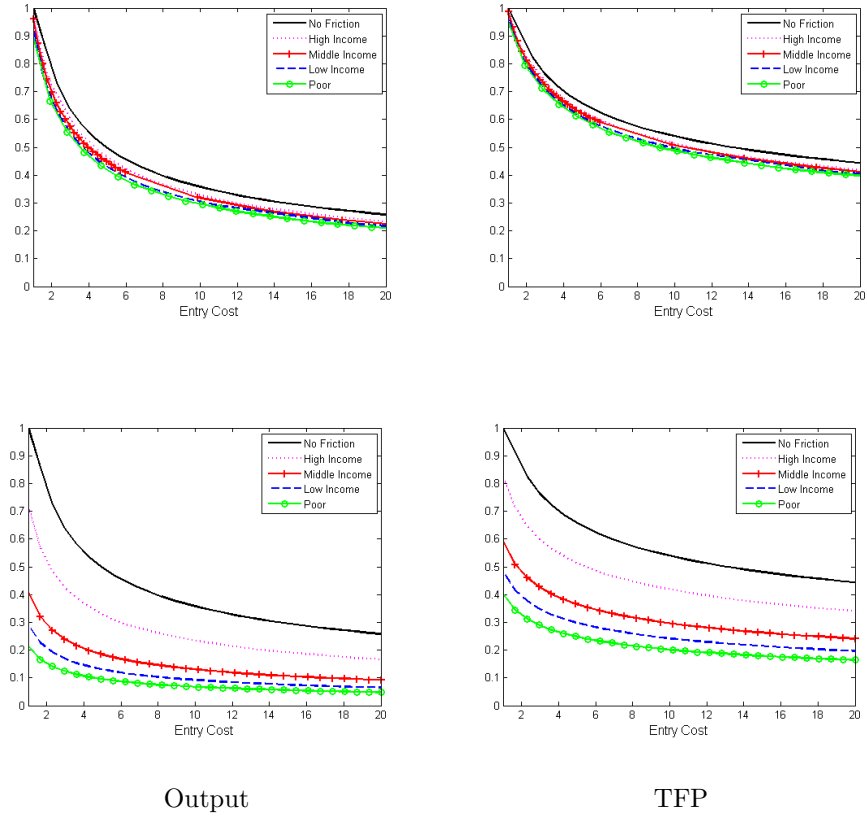 1
0.9
0.8
0.7
0.6
0.5
0.4
0.3
0.2
0.1
0
2 4 6 8 10 12 14 16 18 20
Entry Cost
No Friction
High Income
Middle Income
Low Income
Poor
1
0.9
0.8
0.7
0.6
0.5
0.4
0.3
0.2
0.1
0
2 4 6 8 10 12 14 16 18 20
Entry Cost
No Friction
High Income
Middle Income
Low Income
Poor
1
0.9
0.8
0.7
0.6
0.5
0.4
0.3
0.2
0.1
0
2 4 6 8 10 12 14 16 18 20
Entry Cost
No Friction
High Income
Middle Income
Low Income
Poor
1
0.9
0.8
0.7
0.6
0.5
0.4
0.3
0.2
0.1
0
2 4 6 8 10 12 14 16 18 20
Entry Cost
No Friction
High Income
Middle Income
Low Income
Poor
Output
TFP